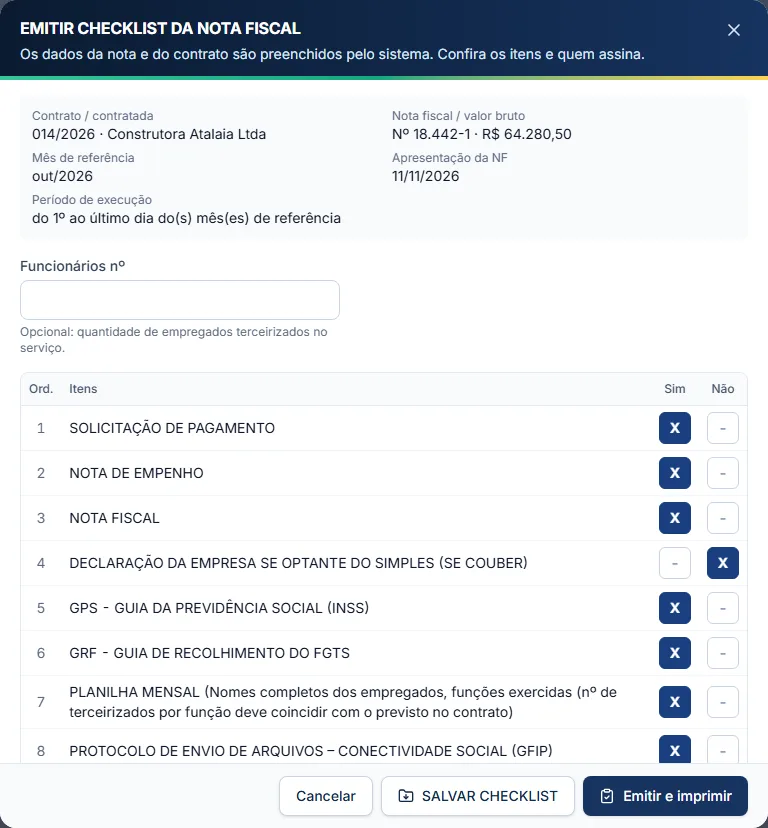 EMITIR CHECKLIST DA NOTA FISCAL
Os dados da nota e do contrato são preenchidos pelo sistema. Confira os itens e quem assina.
Contrato / contratada
014/2026 · Construtora Atalaia Ltda
Nota fiscal / valor bruto
Nº 18.442-1 · R$ 64.280,50
Mês de referência
out/2026
Apresentação da NF
11/11/2026
Período de execução
do 1º ao último dia do(s) mês(es) de referência
Funcionários nº
Opcional: quantidade de empregados terceirizados no
serviço.
Ord. Itens Sim Não
1 SOLICITAÇÃO DE PAGAMENTO X -
2 NOTA DE EMPENHO X -
3 NOTA FISCAL X -
4 DECLARAÇÃO DA EMPRESA SE OPTANTE DO SIMPLES (SE COUBER) - X
5 GPS - GUIA DA PREVIDÊNCIA SOCIAL (INSS) X -
6 GRF - GUIA DE RECOLHIMENTO DO FGTS X -
7 PLANILHA MENSAL (Nomes completos dos empregados, funções exercidas (nº de
terceirizados por função deve coincidir com o previsto no contrato) X -
8 PROTOCOLO DE ENVIO DE ARQUIVOS – CONECTIVIDADE SOCIAL (GFIP) X -
Cancelar
SALVAR CHECKLIST
Emitir e imprimir